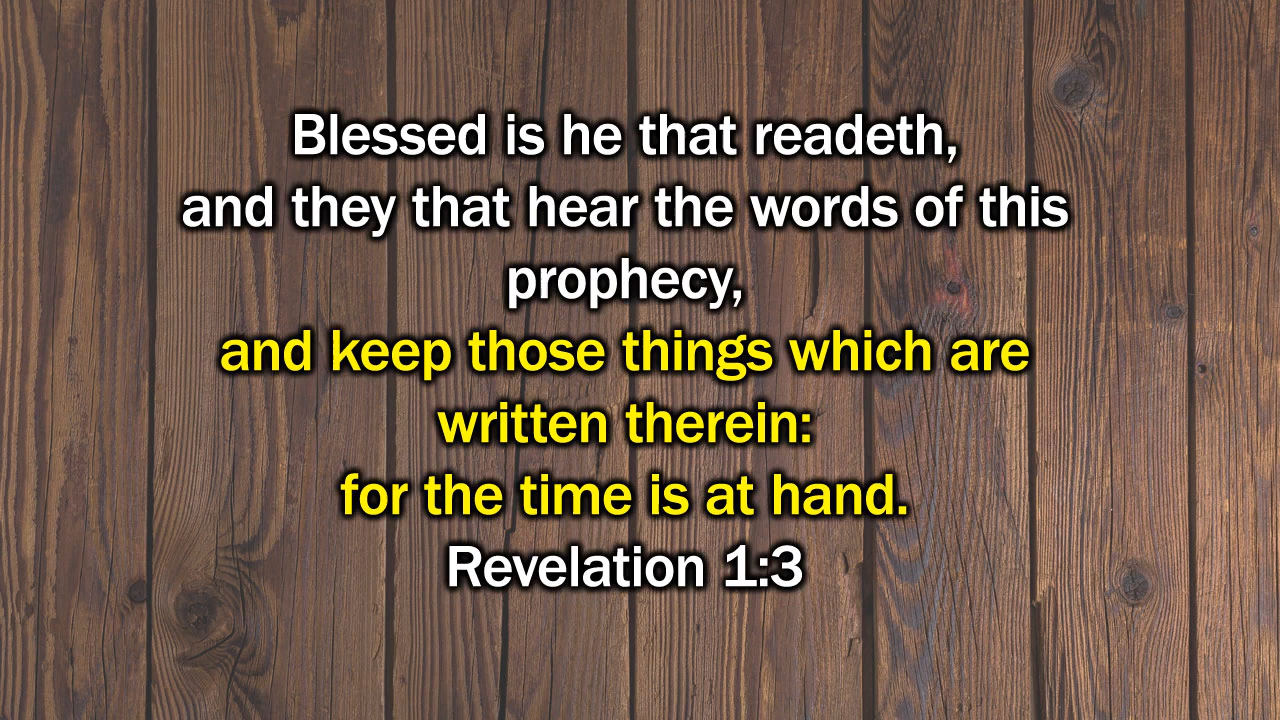 Blessed is he that readeth,
and they that hear the words of this
prophecy,
and keep those things which are
written therein:
for the time is at hand.
Revelation 1:3